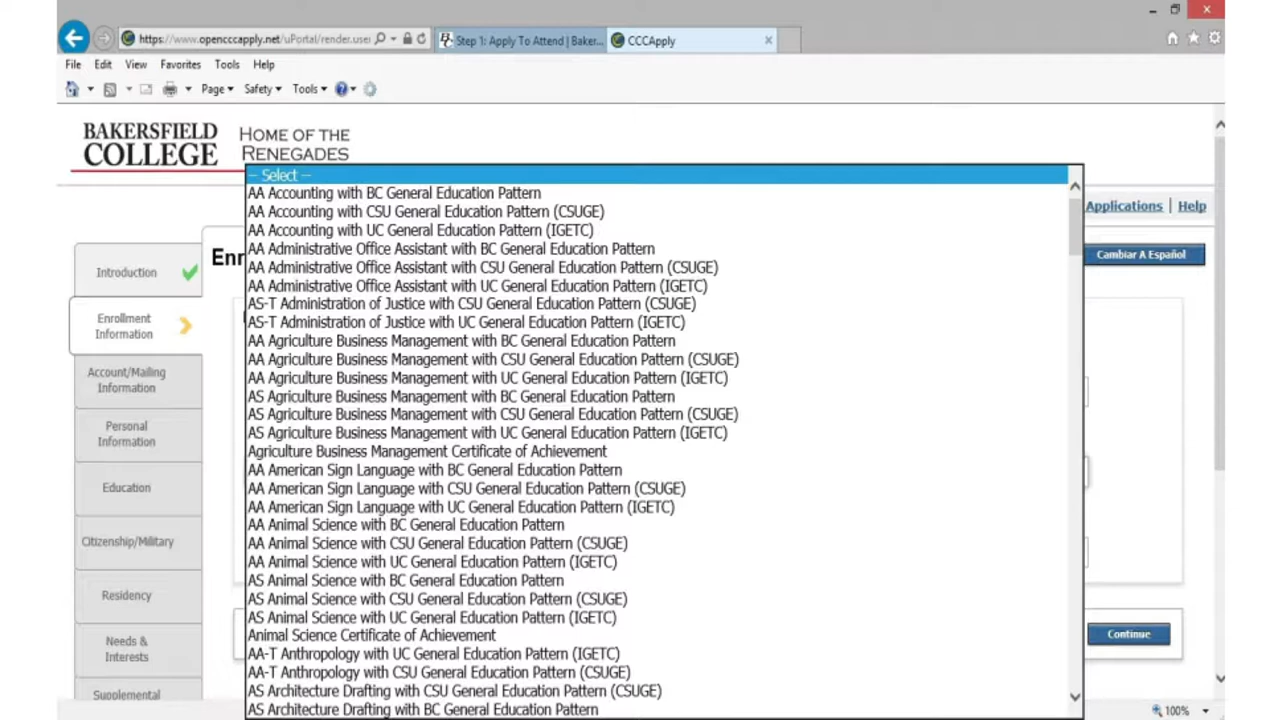 https://www.opencccapply.net/uPortal/render.use
Step 1: Apply To Attend | Baker...
CCCApply
File Edit View Favorites Tools Help
Page Safety Tools
BAKERSFIELD COLLEGE
HOME OF THE RENEGADES
Applications | Help
Cambiar A Español
Enr
Introduction
Enrollment Information
Account/Mailing Information
Personal Information
Education
Citizenship/Military
Residency
Needs & Interests
Supplemental
-- Select --
AA Accounting with BC General Education Pattern
AA Accounting with CSU General Education Pattern (CSUGE)
AA Accounting with UC General Education Pattern (IGETC)
AA Administrative Office Assistant with BC General Education Pattern
AA Administrative Office Assistant with CSU General Education Pattern (CSUGE)
AA Administrative Office Assistant with UC General Education Pattern (IGETC)
AS-T Administration of Justice with CSU General Education Pattern (CSUGE)
AS-T Administration of Justice with UC General Education Pattern (IGETC)
AA Agriculture Business Management with BC General Education Pattern
AA Agriculture Business Management with CSU General Education Pattern (CSUGE)
AA Agriculture Business Management with UC General Education Pattern (IGETC)
AS Agriculture Business Management with BC General Education Pattern
AS Agriculture Business Management with CSU General Education Pattern (CSUGE)
AS Agriculture Business Management with UC General Education Pattern (IGETC)
Agriculture Business Management Certificate of Achievement
AA American Sign Language with BC General Education Pattern
AA American Sign Language with CSU General Education Pattern (CSUGE)
AA American Sign Language with UC General Education Pattern (IGETC)
AA Animal Science with BC General Education Pattern
AA Animal Science with CSU General Education Pattern (CSUGE)
AA Animal Science with UC General Education Pattern (IGETC)
AS Animal Science with BC General Education Pattern
AS Animal Science with CSU General Education Pattern (CSUGE)
AS Animal Science with UC General Education Pattern (IGETC)
Animal Science Certificate of Achievement
AA-T Anthropology with UC General Education Pattern (IGETC)
AA-T Anthropology with CSU General Education Pattern (CSUGE)
AS Architecture Drafting with CSU General Education Pattern (CSUGE)
AS Architecture Drafting with BC General Education Pattern
Continue
100%